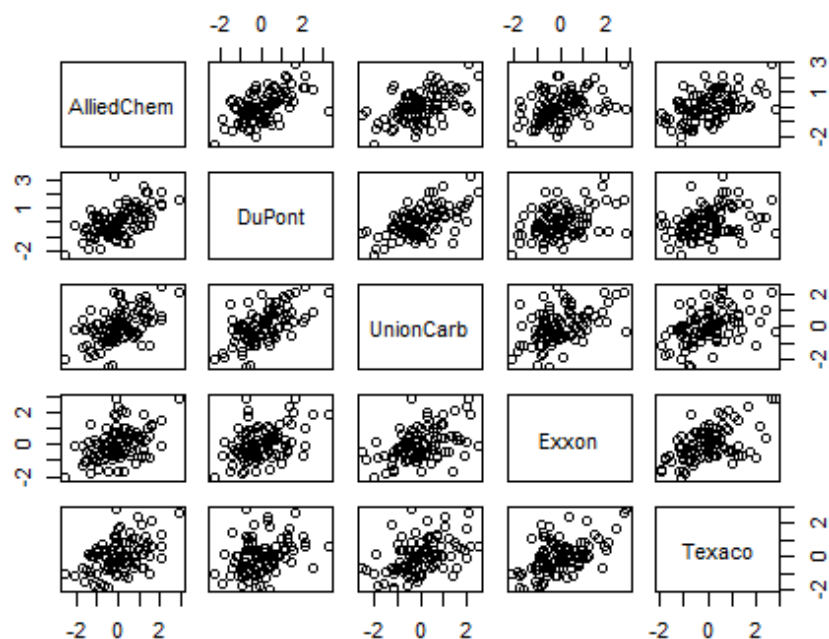 -2 0 2 -2 0 2
AlliedChem
-2 1 3
-2 1 3
DuPont
UnionCarb
-2 0 2
-2 0 2
Exxon
Texaco
-2 0 2
-2 0 2 -2 0 2 -2 0 2